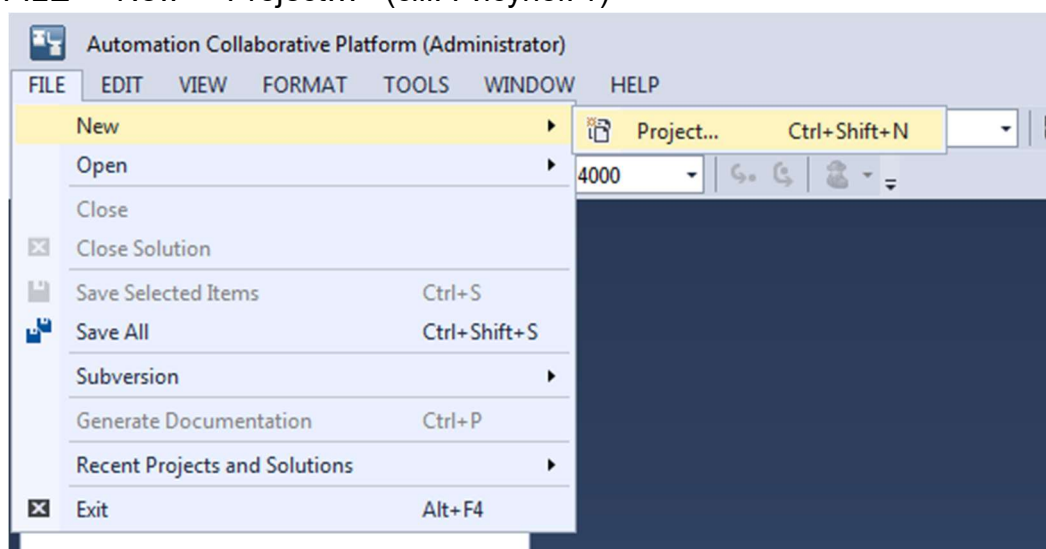 Automation Collaborative Platform (Administrator)
FILE EDIT VIEW FORMAT TOOLS WINDOW HELP
New
Project... Ctrl+Shift+N
Open
4000
Close
Close Solution
Save Selected Items Ctrl+S
Save All Ctrl+Shift+S
Subversion
Generate Documentation Ctrl+P
Recent Projects and Solutions
Exit Alt+F4